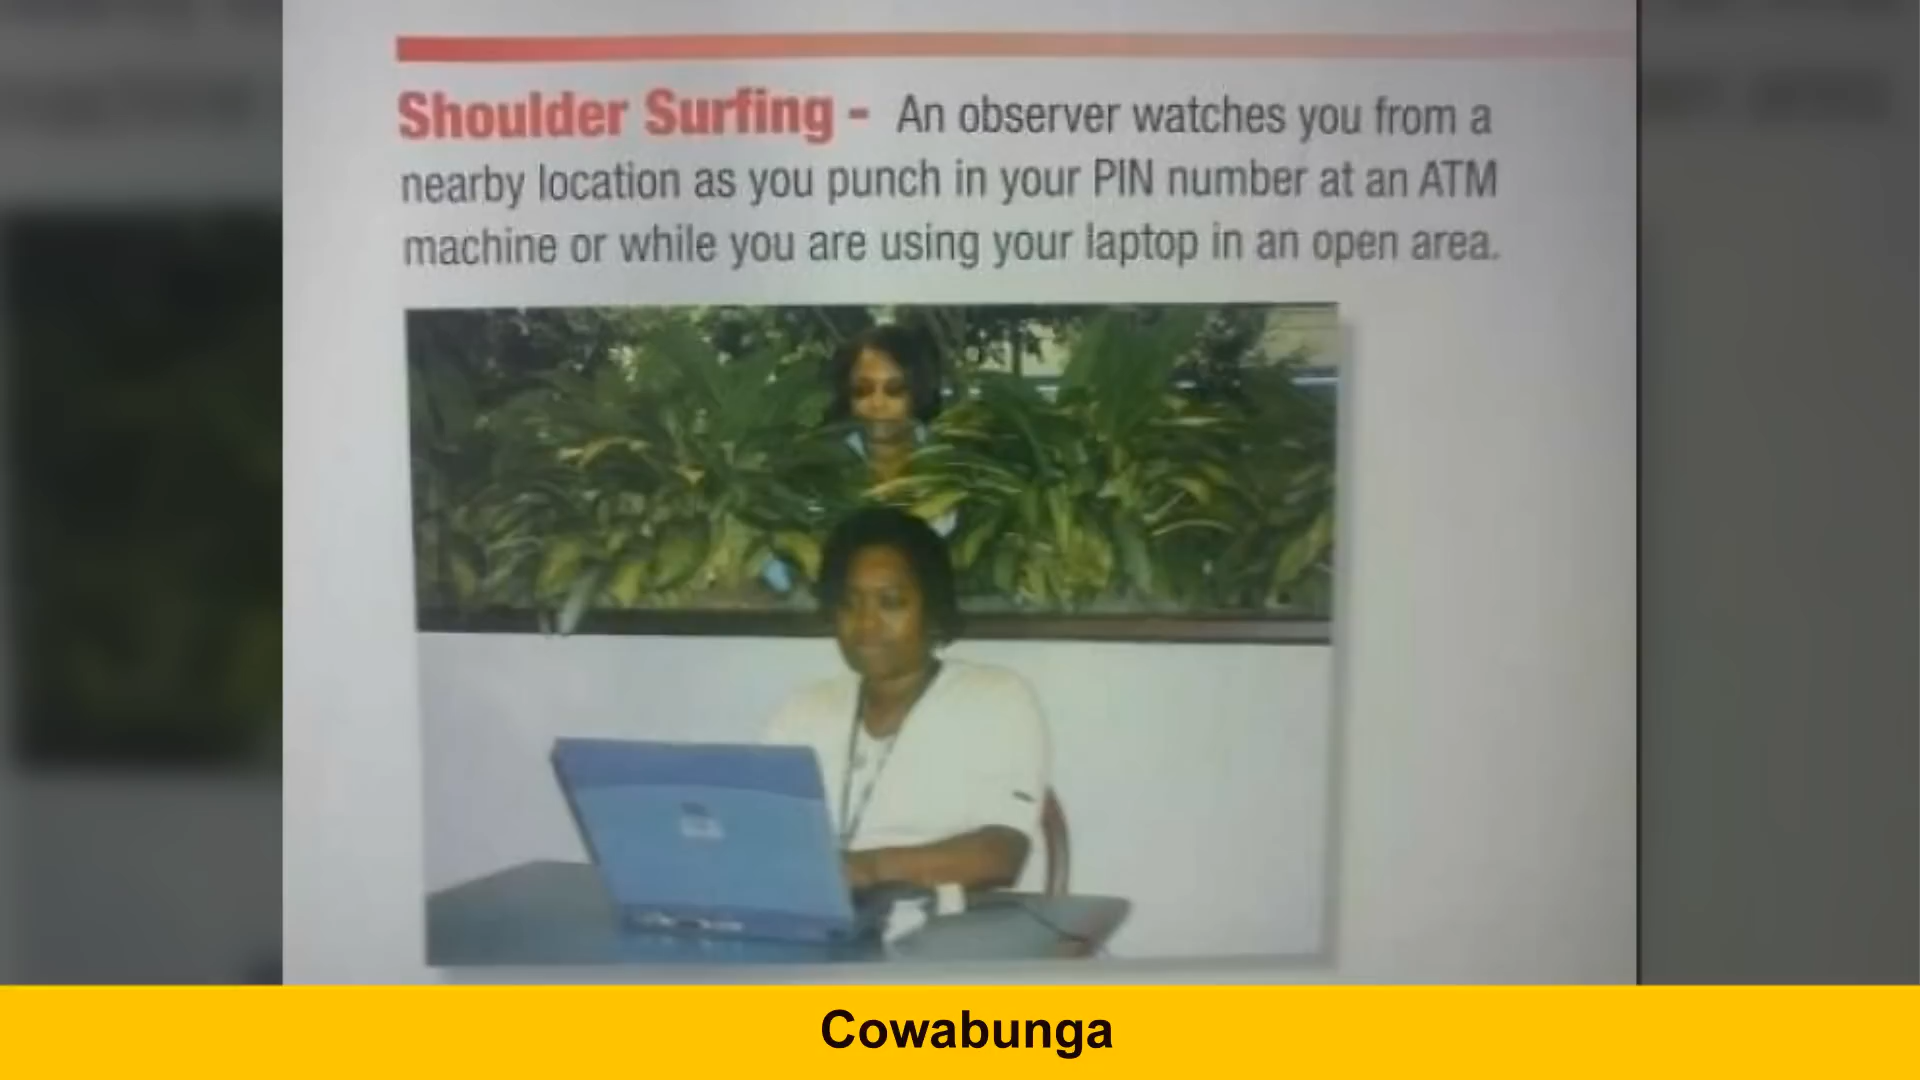 Shoulder Surfing - An observer watches you from a
nearby location as you punch in your PIN number at an ATM
machine or while you are using your laptop in an open area.
Cowabunga